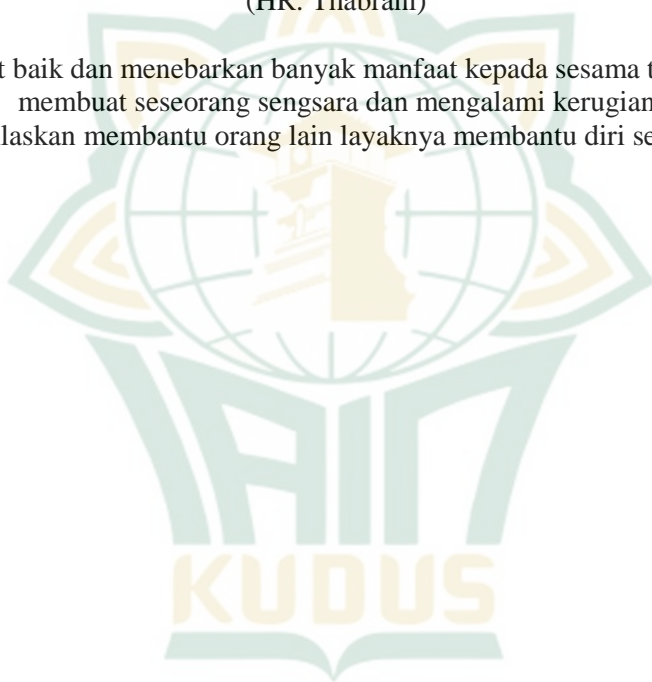 (HR. Thabrani)
t baik dan menebarkan banyak manfaat kepada sesama t
membuat seseorang sengsara dan mengalami kerugian
laskan membantu orang lain layaknya membantu diri se
IAIN
KUDUS